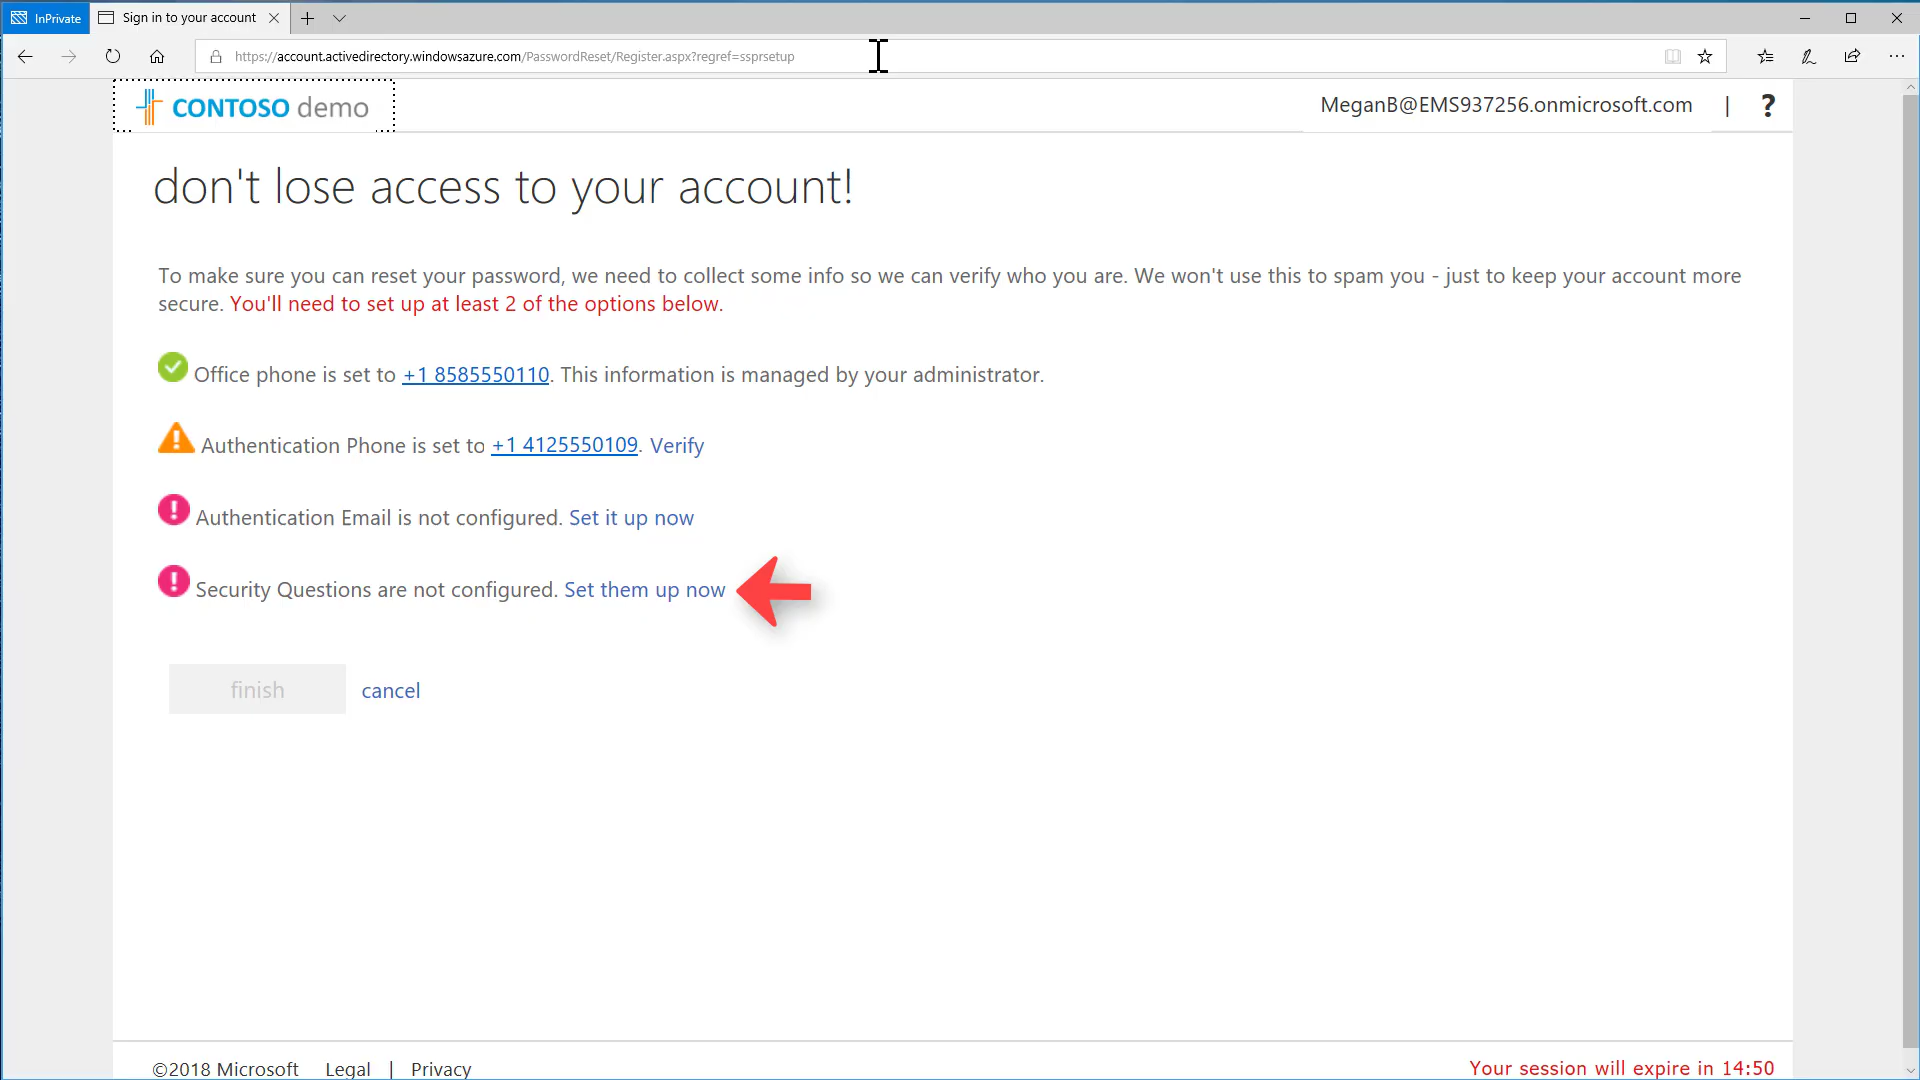 InPrivate
Sign in to your account
https://account.activedirectory.windowsazure.com/PasswordReset/Register.aspx?regref=ssprsetup
CONTOSO demo
MeganB@EMS937256.onmicrosoft.com | ?
don't lose access to your account!
To make sure you can reset your password, we need to collect some info so we can verify who you are. We won't use this to spam you - just to keep your account more
secure. You'll need to set up at least 2 of the options below.
Office phone is set to +1 8585550110. This information is managed by your administrator.
Authentication Phone is set to +1 4125550109. Verify
Authentication Email is not configured. Set it up now
Security Questions are not configured. Set them up now
finish
cancel
©2018 Microsoft Legal | Privacy
Your session will expire in 14:50